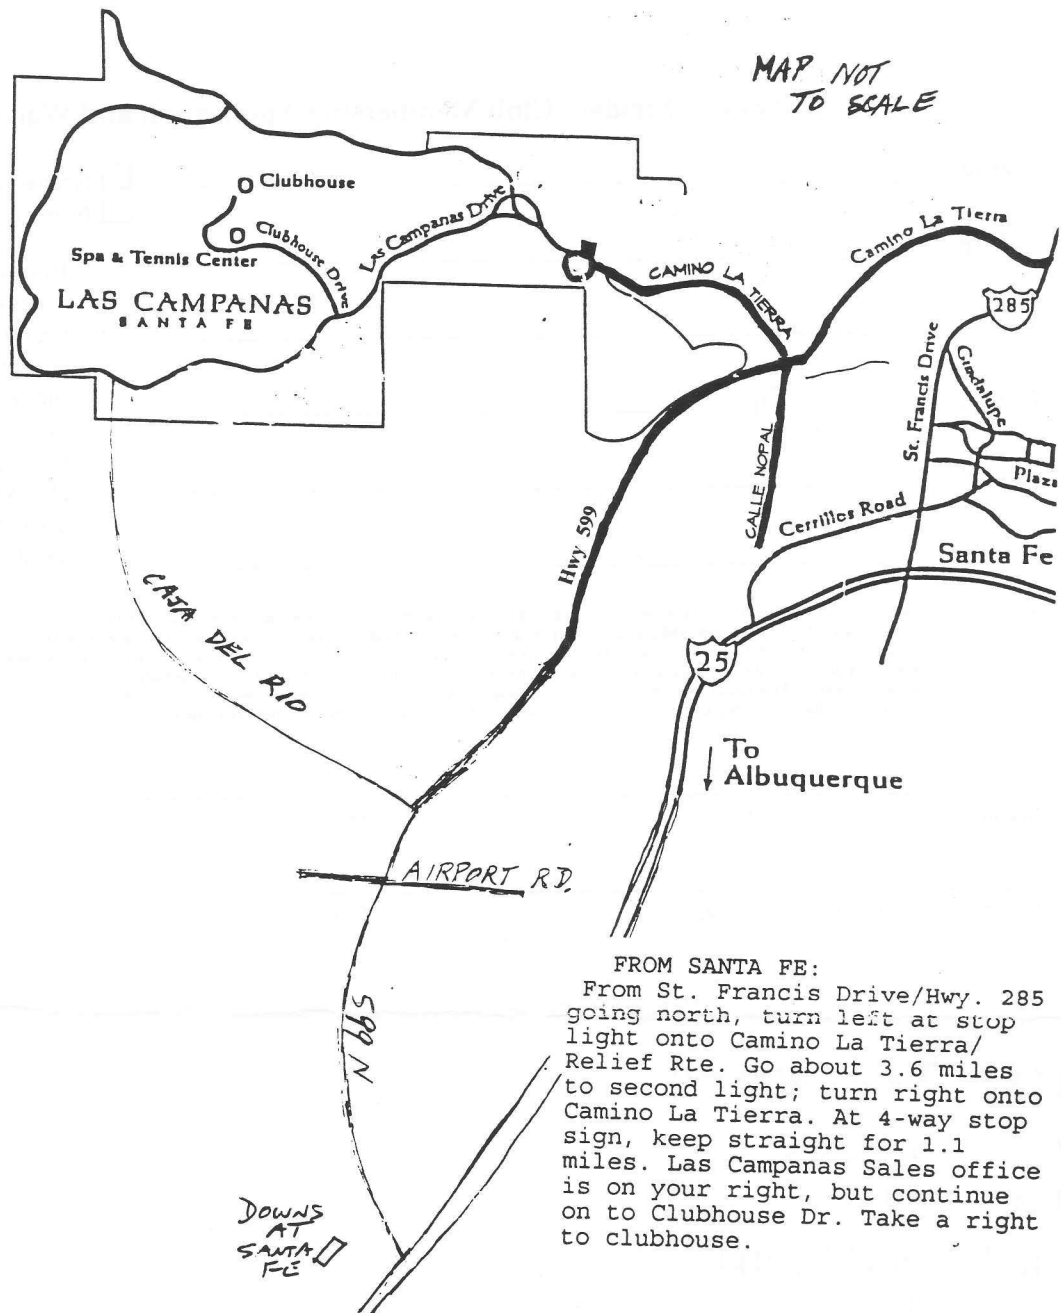 MAP NOT
TO SCALE
Clubhouse
Clubhouse Drive
Spa & Tennis Center
LAS CAMPANAS
SANTA FE
Las Campanas Drive
CAMINO LA TIERRA
Camino La Tierra
285
St. Francis Drive
Guadalupe
Plaza
CALLE NOPAL
Cerrillos Road
Santa Fe
Hwy 599
25
To
Albuquerque
CAJA DEL RIO
AIRPORT RD.
599 N
DOWNS
AT
SANTA
FE
FROM SANTA FE:
From St. Francis Drive/Hwy. 285
going north, turn left at stop
light onto Camino La Tierra/
Relief Rte. Go about 3.6 miles
to second light; turn right onto
Camino La Tierra. At 4-way stop
sign, keep straight for 1.1
miles. Las Campanas Sales office
is on your right, but continue
on to Clubhouse Dr. Take a right
to clubhouse.